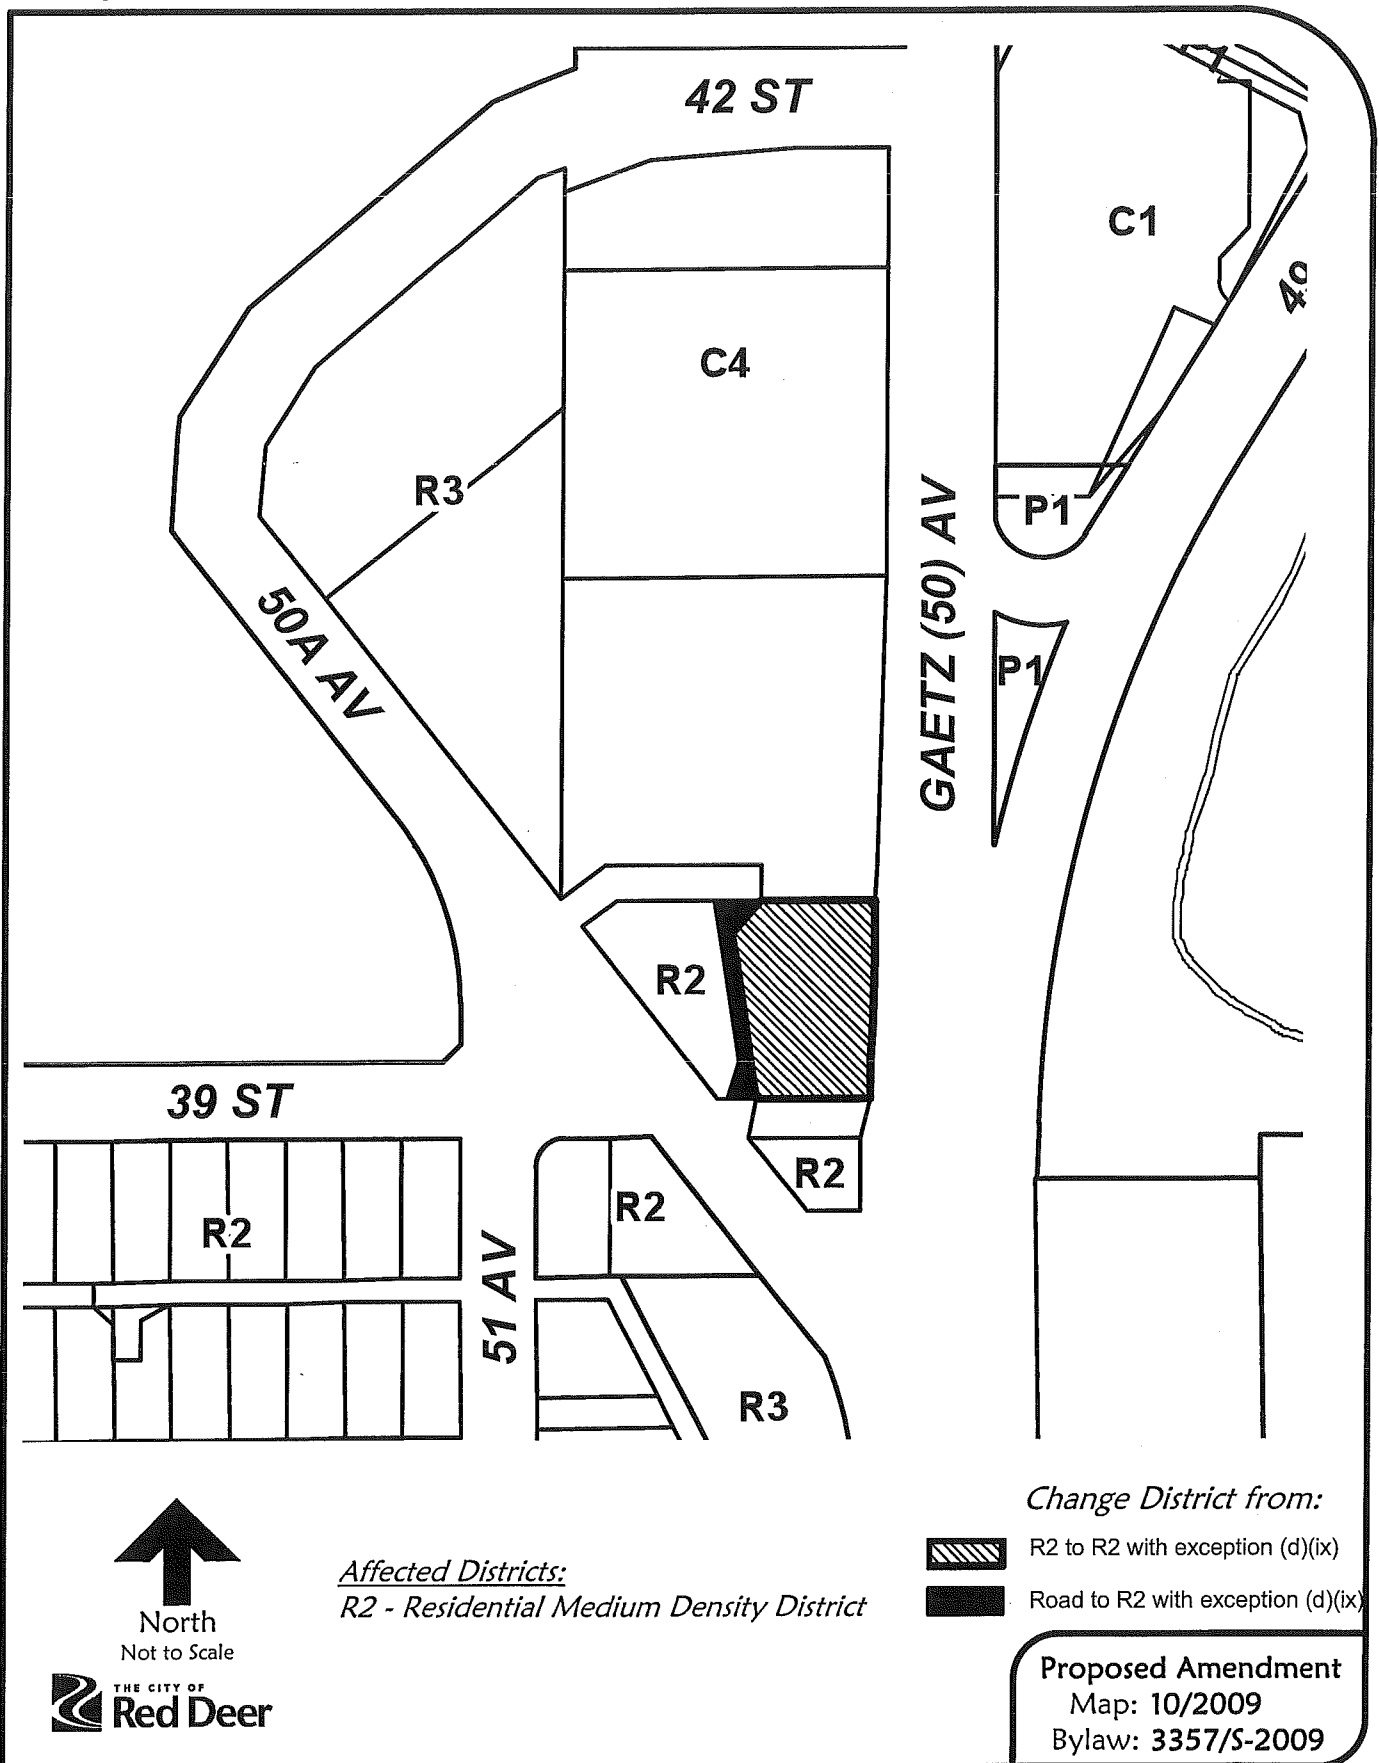 42 ST
C1
49
C4
R3
P1
GAETZ (50) AV
50A AV
P1
R2
39 ST
R2
R2
R2
51 AV
R3
Change District from:
R2 to R2 with exception (d)(ix)
Road to R2 with exception (d)(ix)
Affected Districts:
R2 - Residential Medium Density District
North
Not to Scale
THE CITY OF
Red Deer
Proposed Amendment
Map: 10/2009
Bylaw: 3357/S-2009